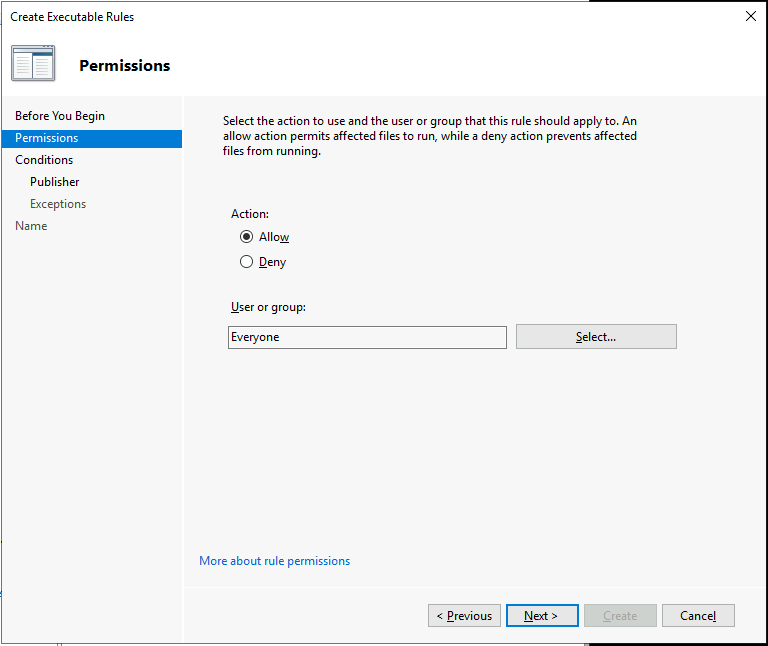 Create Executable Rules
Permissions
Before You Begin
Permissions
Conditions
Publisher
Exceptions
Name
Select the action to use and the user or group that this rule should apply to. An
allow action permits affected files to run, while a deny action prevents affected
files from running.
Action:
Allow
Deny
User or group:
Everyone
Select...
More about rule permissions
< Previous
Next >
Create
Cancel